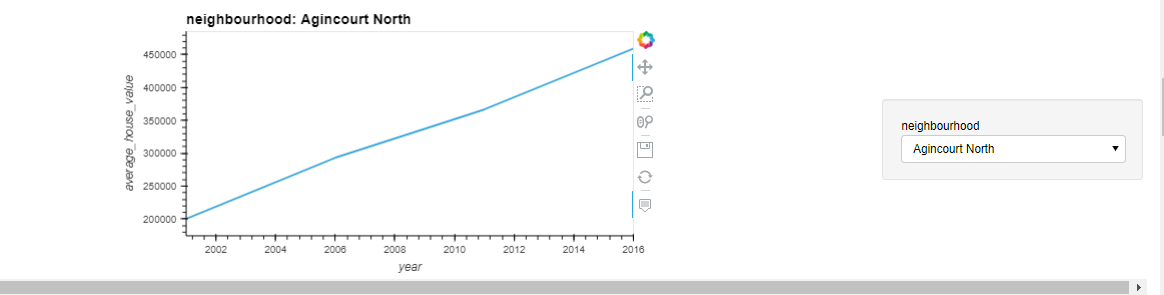 neighbourhood: Agincourt North
450000
400000
350000
300000
250000
200000
average_house_value
2002 2004 2006 2008 2010 2012 2014 2016
year
neighbourhood
Agincourt North